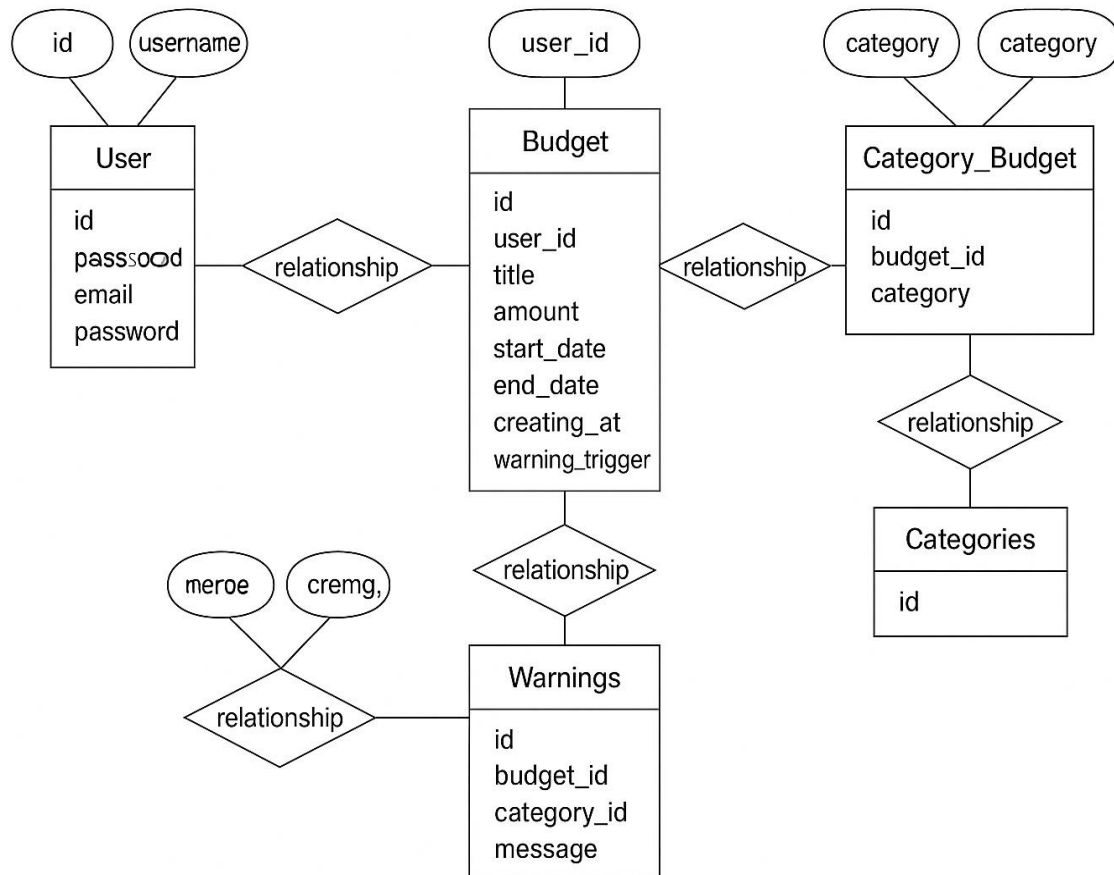 id
username
user_id
category
category
User
id
email
password
relationship
Budget
id
user_id
title
amount
start_date
end_date
creating_at
warning_trigger
relationship
Category_Budget
id
budget_id
category
relationship
Categories
id
relationship
meroe
cremg,
relationship
Warnings
id
budget_id
category_id
message